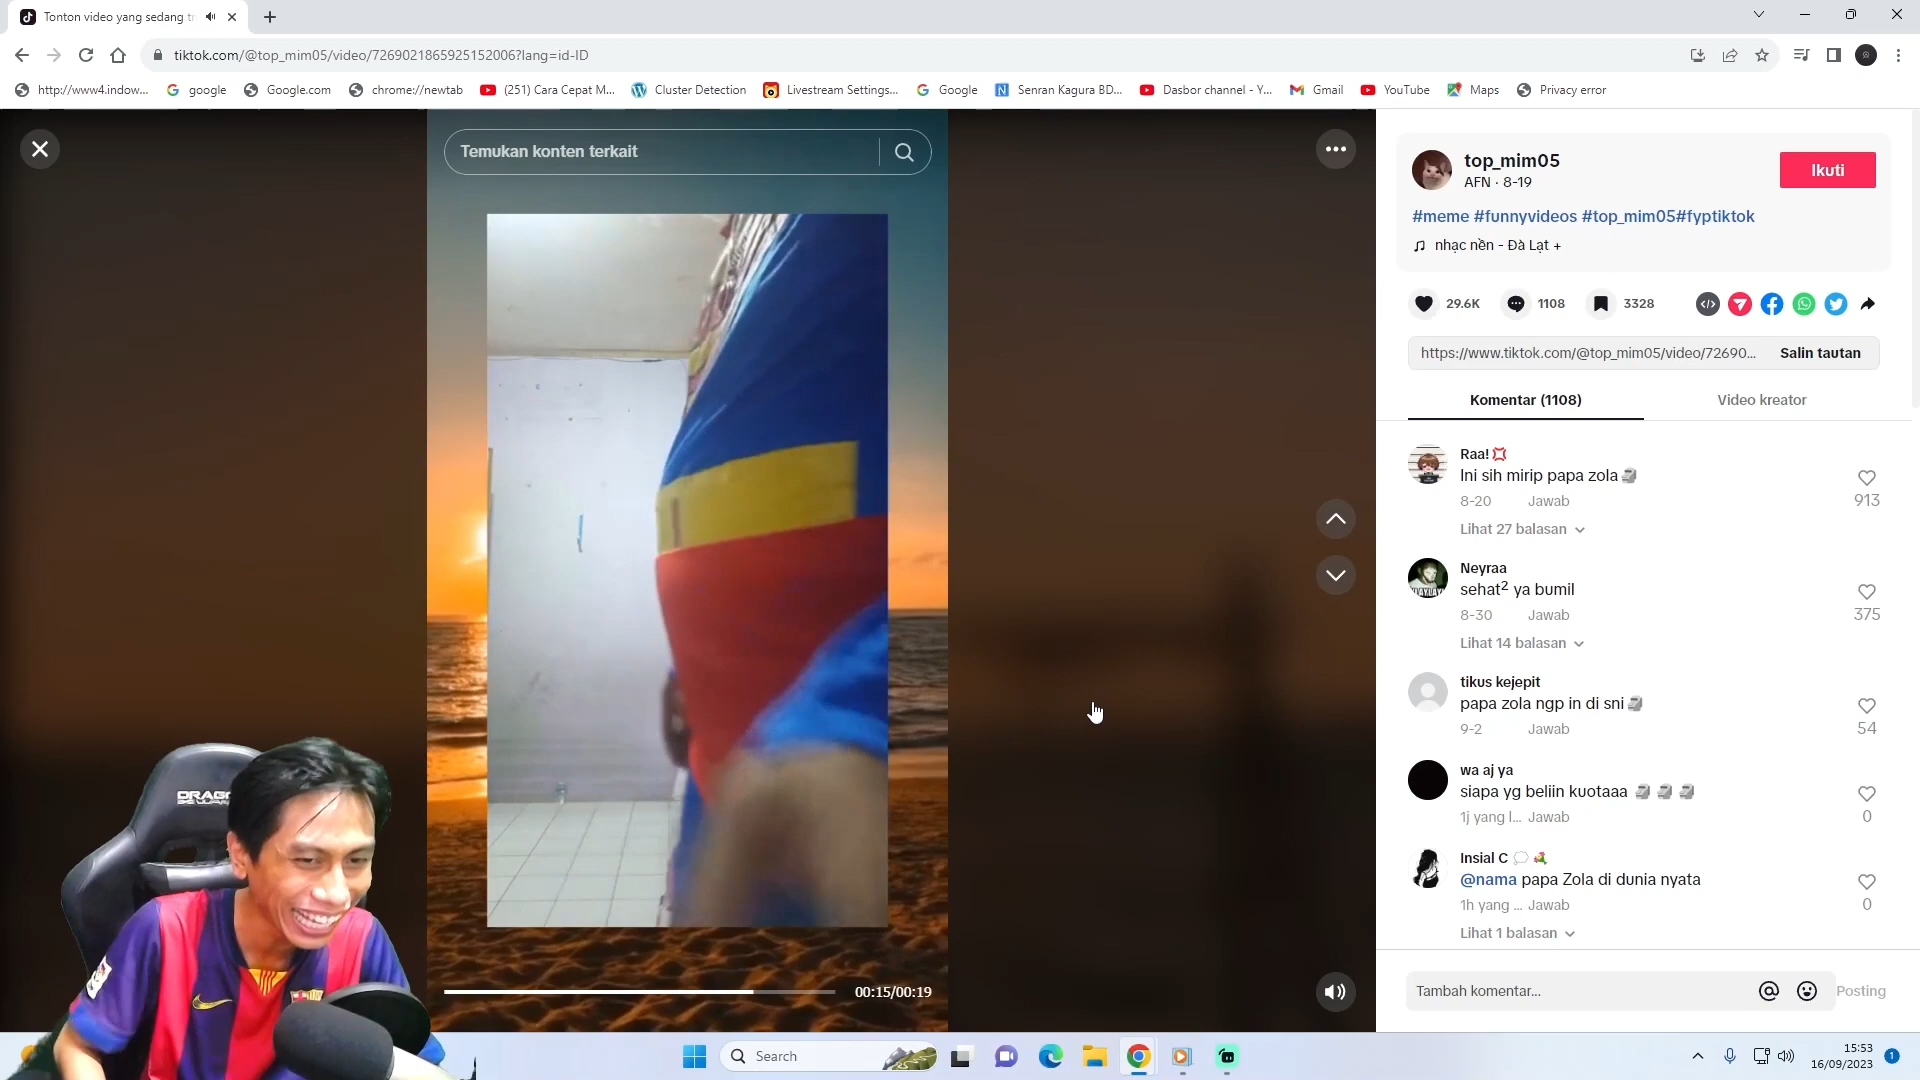 Tonton video yang sedang tr
tiktok.com/@top_mim05/video/7269021865925152006?lang=id-ID
http://www4.indow...
google
Google.com
chrome://newtab
(251) Cara Cepat M...
Cluster Detection
Livestream Settings...
Google
Senran Kagura BD...
Dasbor channel - Y...
Gmail
YouTube
Maps
Privacy error
Temukan konten terkait
top_mim05
AFN · 8-19
Ikuti
#meme #funnyvideos #top_mim05#fyptiktok
nhạc nền - Đà Lạt +
29.6K
1108
3328
https://www.tiktok.com/@top_mim05/video/72690...
Salin tautan
Komentar (1108)
Video kreator
Raa!
Ini sih mirip papa zola
913
8-20 Jawab
Lihat 27 balasan
Neyraa
sehat² ya bumil
375
8-30 Jawab
Lihat 14 balasan
tikus kejepit
papa zola ngp in di sni
54
9-2 Jawab
wa aj ya
siapa yg beliin kuotaaa
0
1j yang l... Jawab
Insial C
@nama papa Zola di dunia nyata
0
1h yang ... Jawab
Lihat 1 balasan
Tambah komentar...
Posting
00:15/00:19
Search
15:53
16/09/2023
1